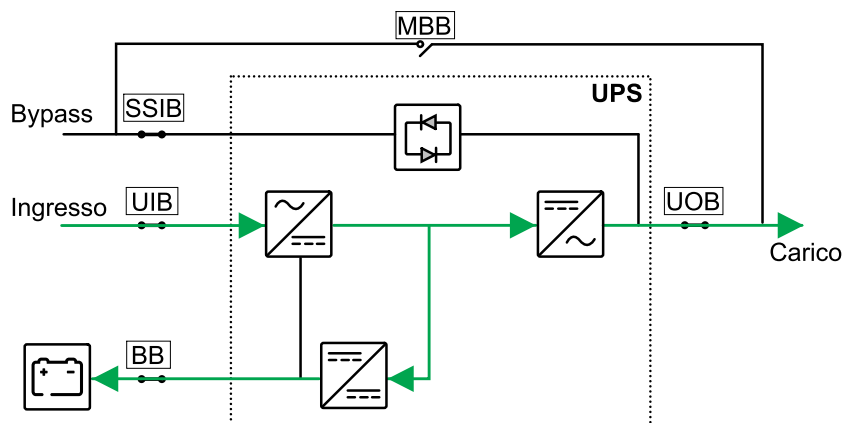 MBB
UPS
Bypass
SSIB
Ingresso
UIB
UOB
Carico
BB